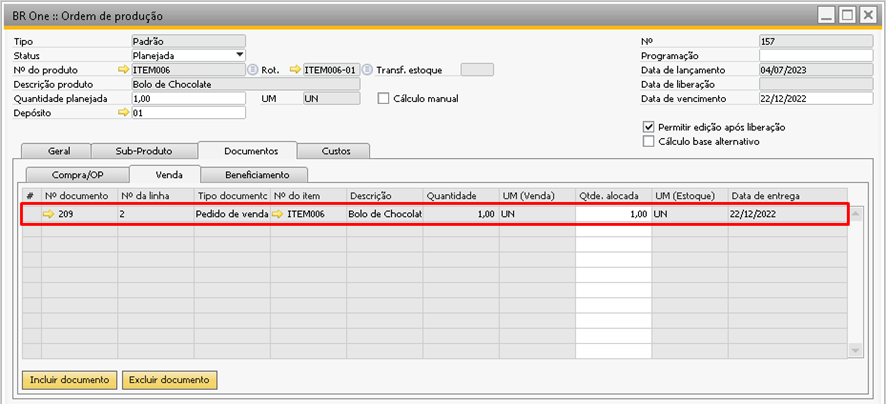 BR One :: Ordem de produção
Tipo Padrão Nº 157
Status Planejada Programação
Nº do produto ITEM006 Rot. ITEM006-01 Transf. estoque Data de lançamento 04/07/2023
Descrição produto Bolo de Chocolate Data de liberação
Quantidade planejada 1,00 UM UN Cálculo manual Data de vencimento 22/12/2022
Depósito 01
Permitir edição após liberação
Cálculo base alternativo
Geral Sub-Produto Documentos Custos
Compra/OP Venda Beneficiamento
# Nº documento Nº da linha Tipo documento Nº do item Descrição Quantidade UM (Venda) Qtde. alocada UM (Estoque) Data de entrega
209 2 Pedido de venda ITEM006 Bolo de Chocolat 1,00 UN 1,00 UN 22/12/2022
Incluir documento Excluir documento